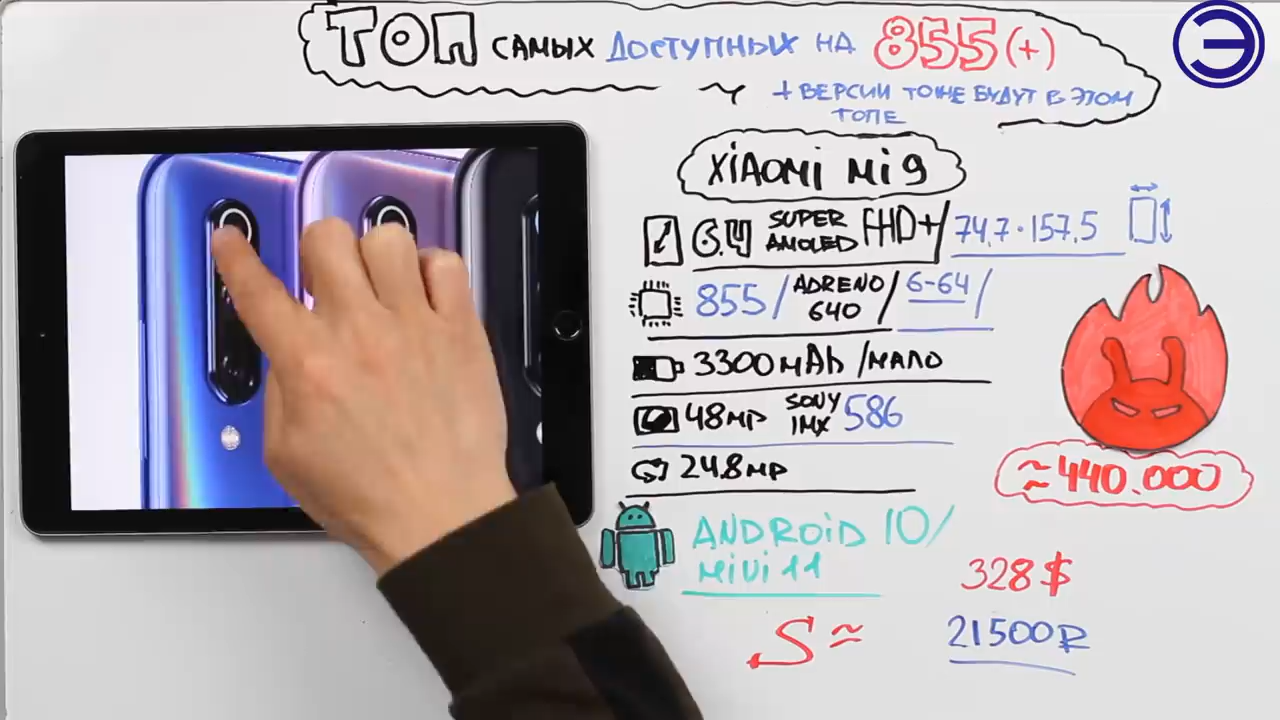 ТОП САМЫХ ДОСТУПНЫХ НА 855(+)
+ ВЕРСИИ ТОЖЕ БУДУТ В ЭТОМ
ТОПЕ
Э
XIAOMI Mi 9
6.4 SUPER AMOLED FHD+/ 74,7·157,5
855/ ADRENO 640 / 6-64/
3300 mAh /МАЛО
48 MP SONY IMX 586
24.8 MP
ANDROID 10/
MIUI 11
≈440.000
328$
S≈ 21500₽